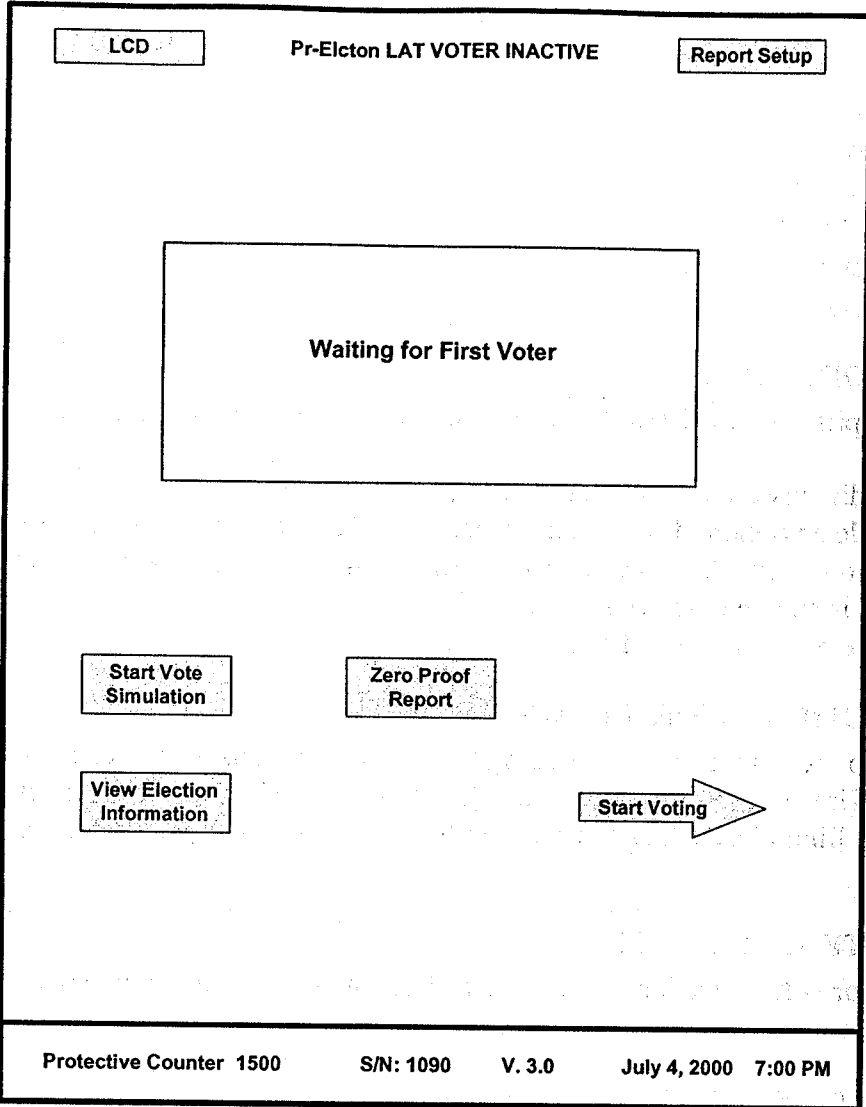 LCD Pr-Elcton LAT VOTER INACTIVE Report Setup
Waiting for First Voter
Start Vote
Simulation
Zero Proof
Report
View Election
Information
Start Voting
Protective Counter 1500 S/N: 1090 V. 3.0 July 4, 2000 7:00 PM